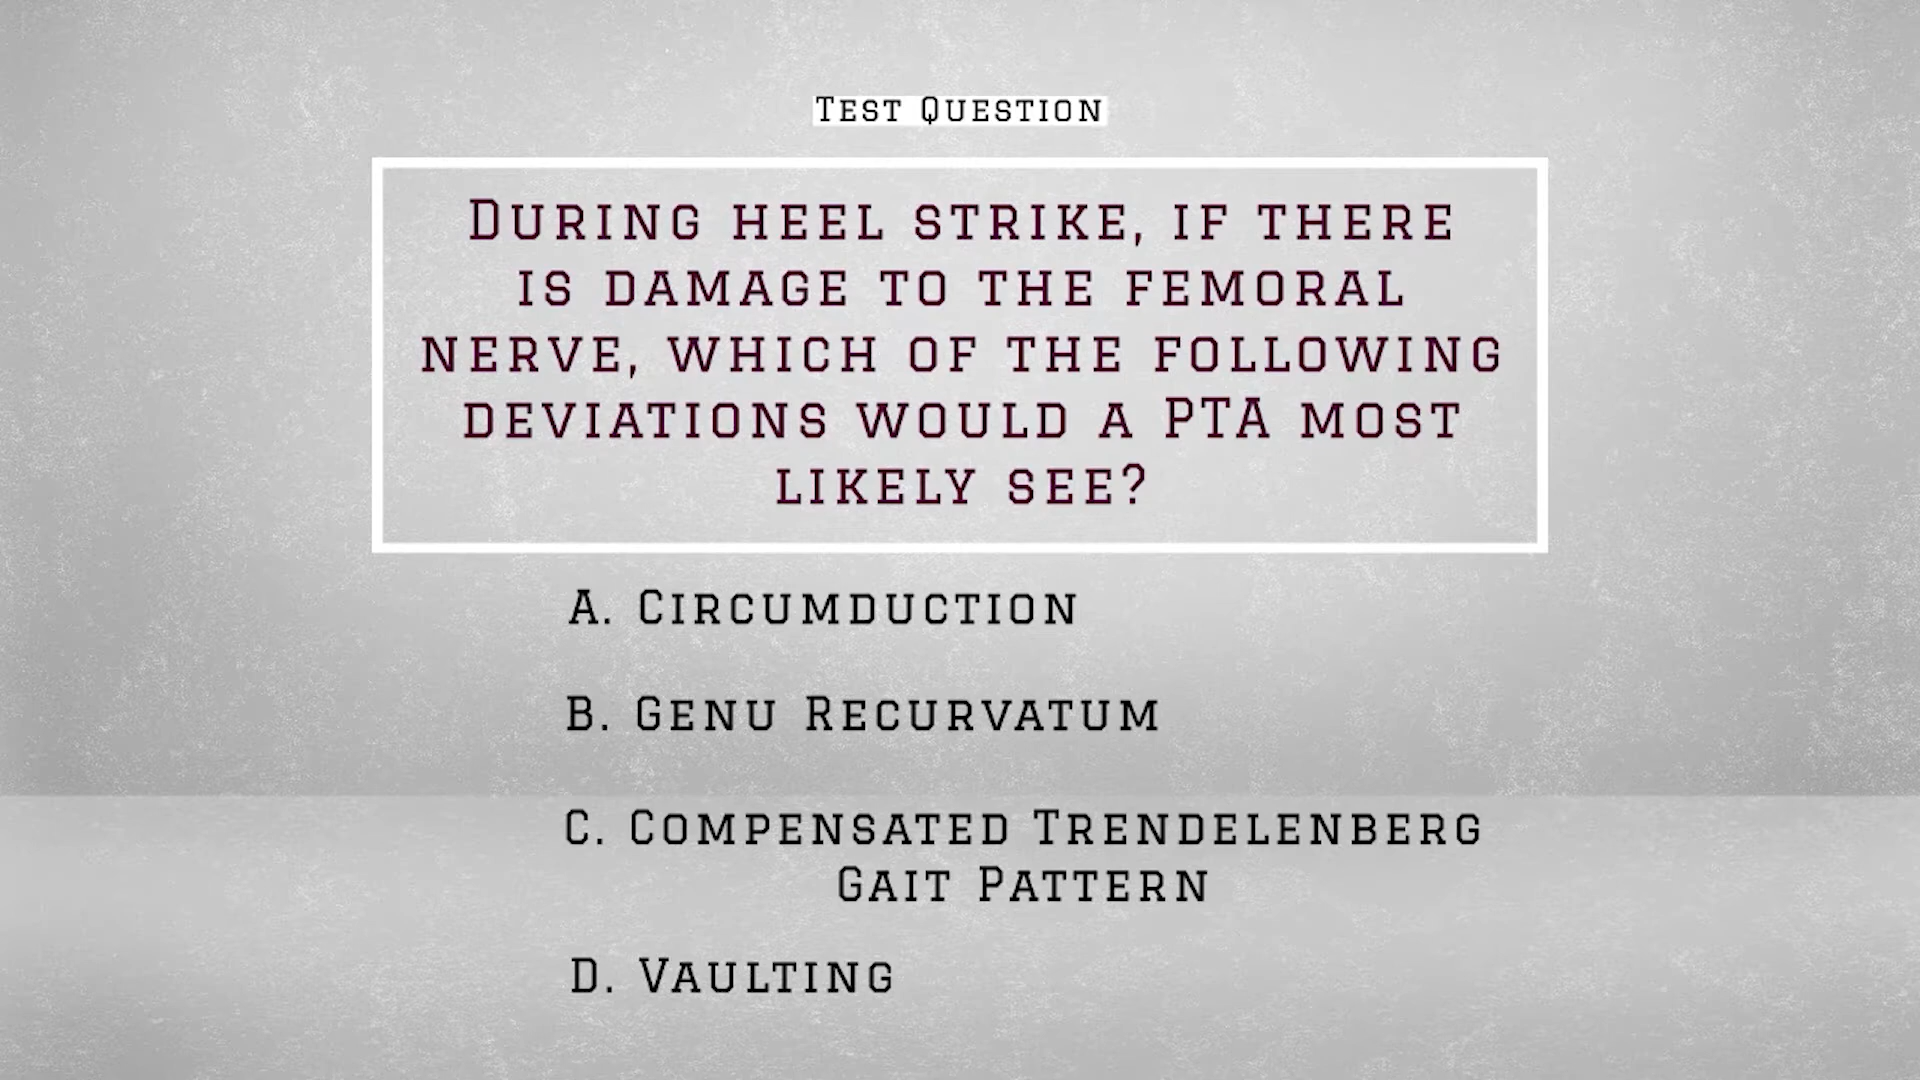 Test Question
During heel strike, if there
is damage to the femoral
nerve, which of the following
deviations would a PTA most
likely see?
A. Circumduction
B. Genu Recurvatum
C. Compensated Trendelenberg
Gait Pattern
D. Vaulting